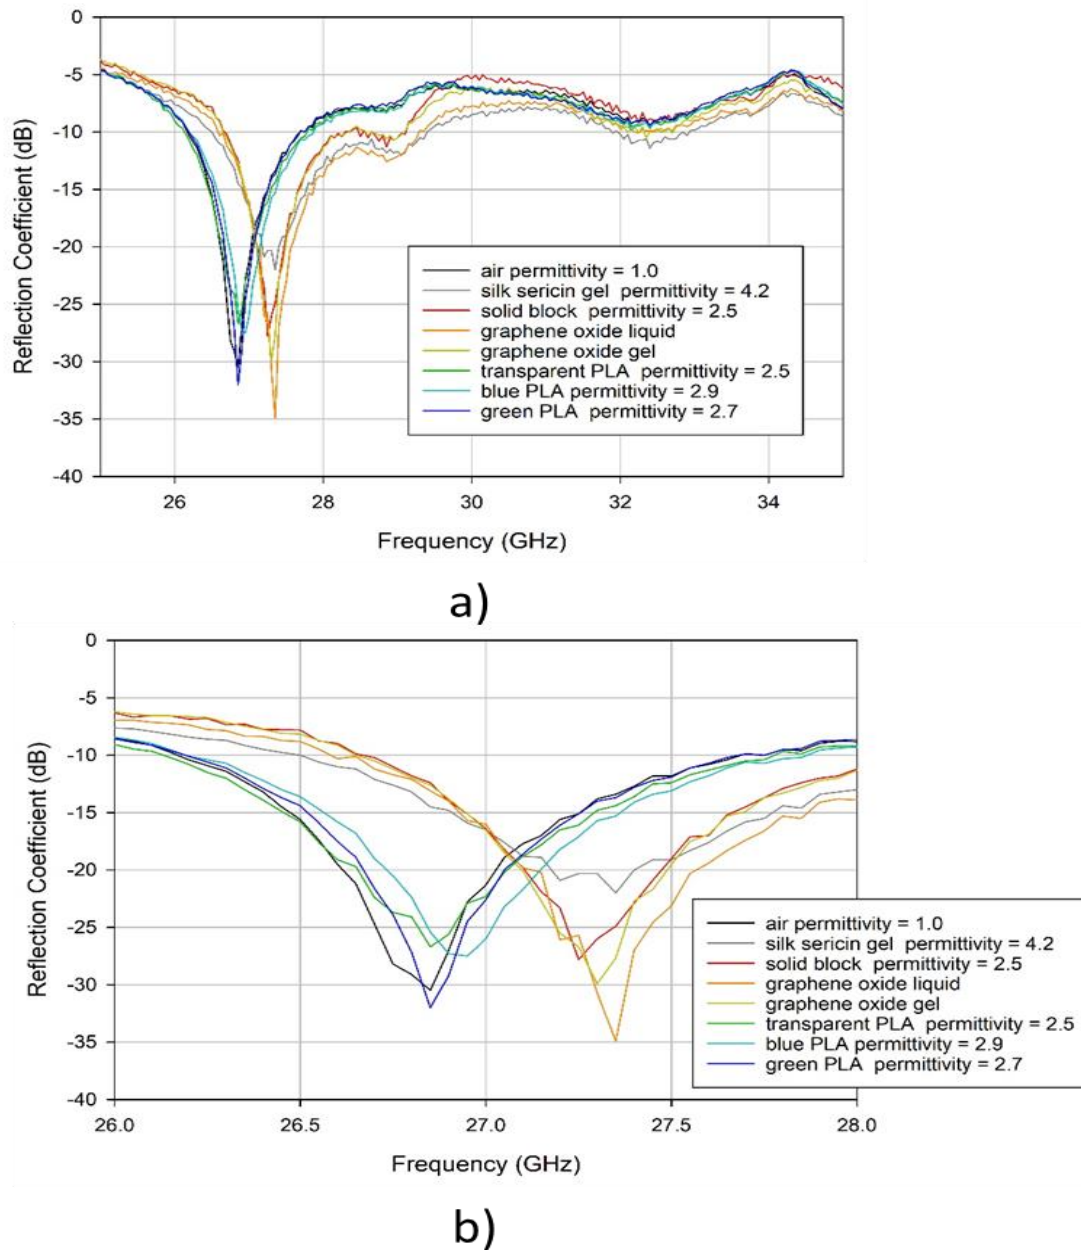 0
-5
-10
-15
-20
-25
-30
-35
-40
Reflection Coefficient (dB)
air permittivity = 1.0
silk sericin gel  permittivity = 4.2
solid block  permittivity = 2.5
graphene oxide liquid
graphene oxide gel
transparent PLA  permittivity = 2.5
blue PLA permittivity = 2.9
green PLA  permittivity = 2.7
26 28 30 32 34
Frequency (GHz)
a)
0
-5
-10
-15
-20
-25
-30
-35
-40
Reflection Coefficient (dB)
air permittivity = 1.0
silk sericin gel  permittivity = 4.2
solid block  permittivity = 2.5
graphene oxide liquid
graphene oxide gel
transparent PLA  permittivity = 2.5
blue PLA permittivity = 2.9
green PLA  permittivity = 2.7
26.0 26.5 27.0 27.5 28.0
Frequency (GHz)
b)